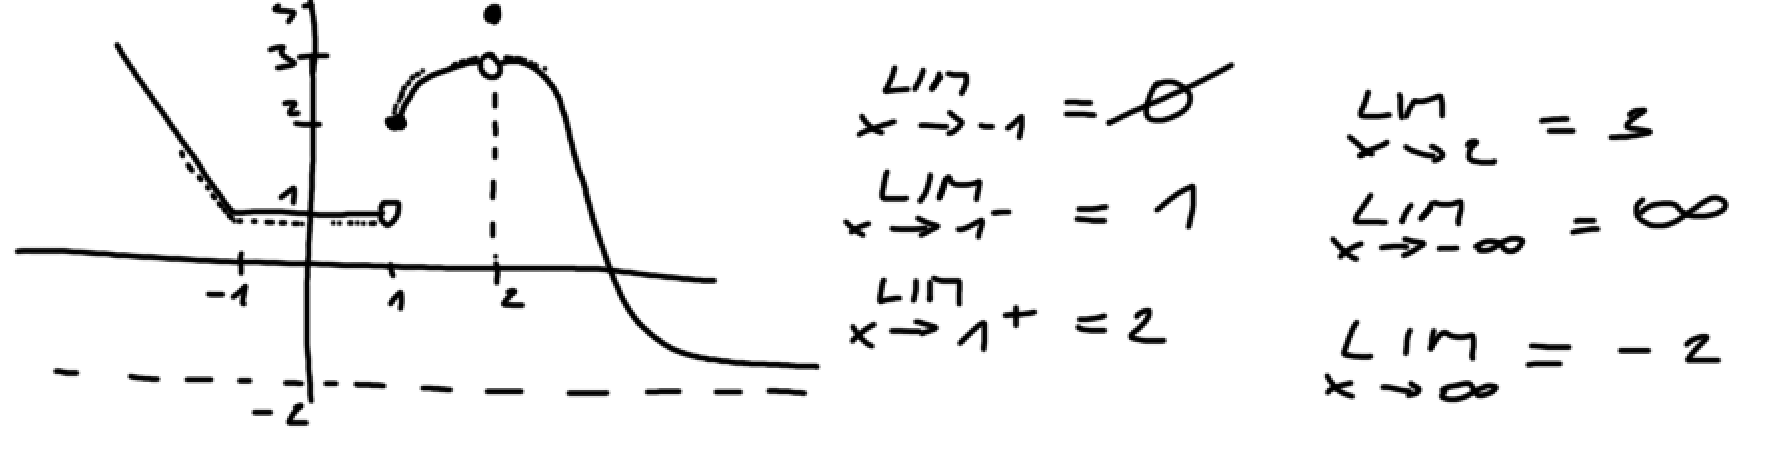 4
3
2
1
-1
1
2
-2
LIM
x → -1 = ∅
LIM
x → 1⁻ = 1
LIM
x → 1⁺ = 2
LIM
x → 2 = 3
LIM
x → -∞ = ∞
LIM
x → ∞ = -2